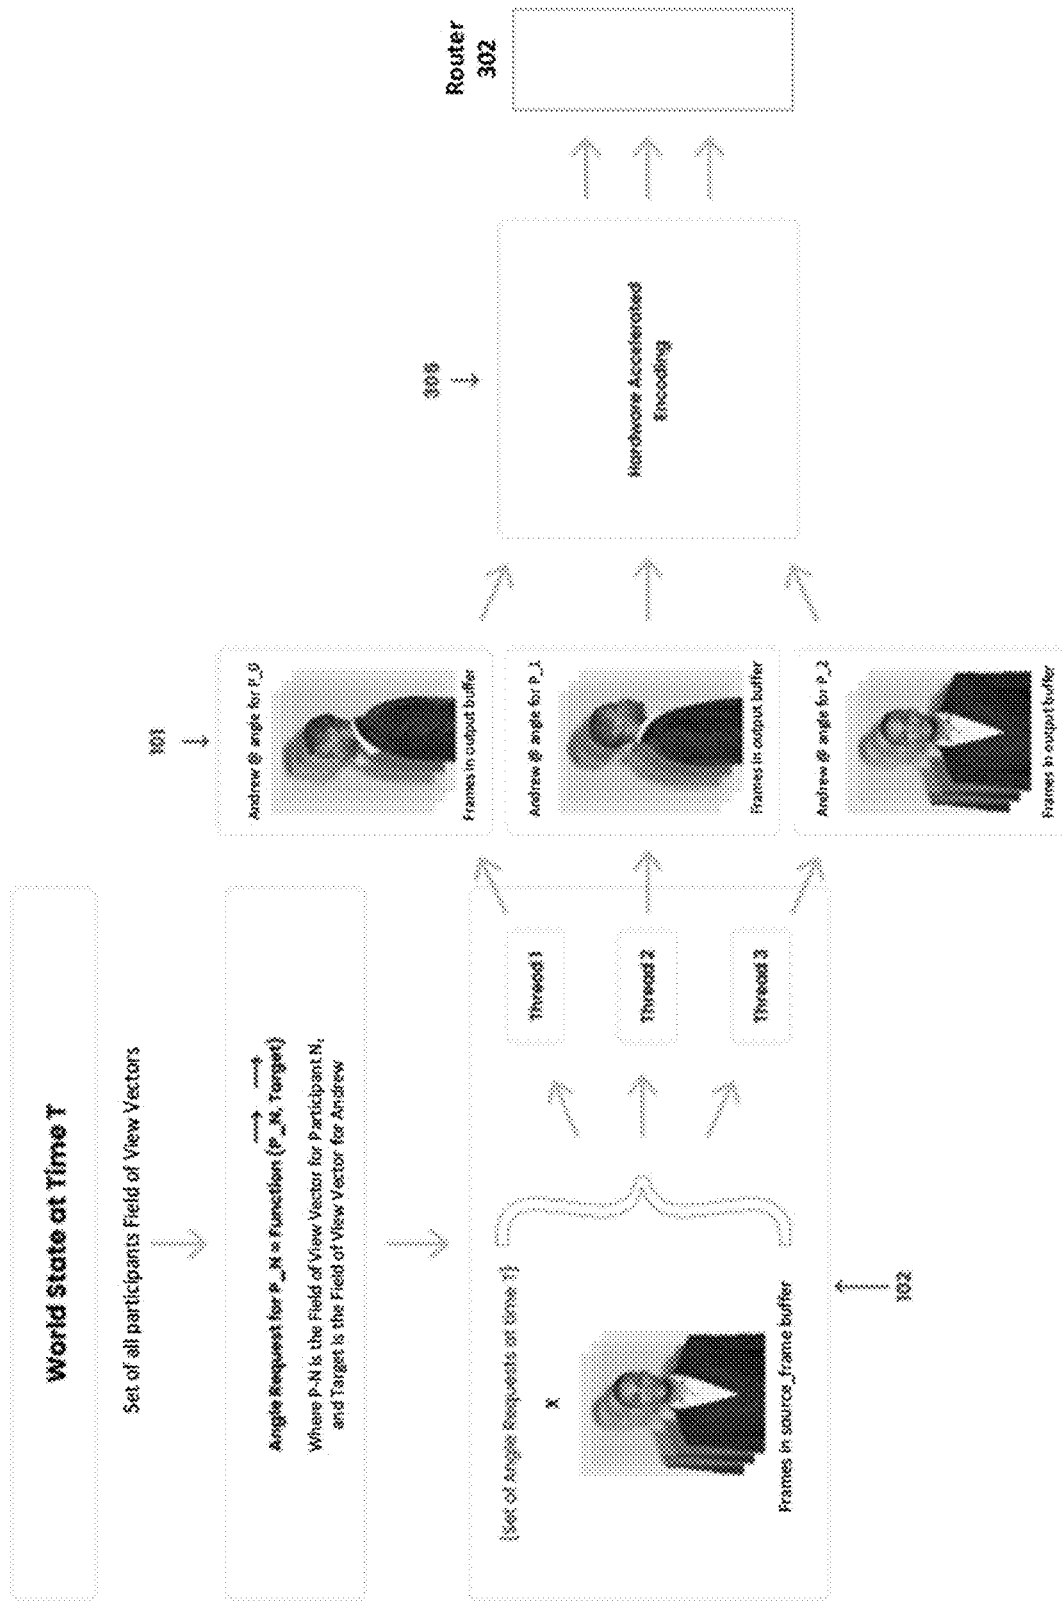 World State at Time T
Set of all participants Field of View Vectors
Angle Request for P_N = Function (P_N, Target)
Where P-N is the Field of View Vector for Participant N,
and Target is the Field of View Vector for Andrew
[Set of Angle Requests at time T]
X
Frames in source_frame buffer
102
Thread 1
Thread 2
Thread 3
101
Andrew @ angle for P_0
Frames in output buffer
Andrew @ angle for P_1
Frames in output buffer
Andrew @ angle for P_2
Frames in output buffer
Hardware Accelerated
Encoding
Router
302